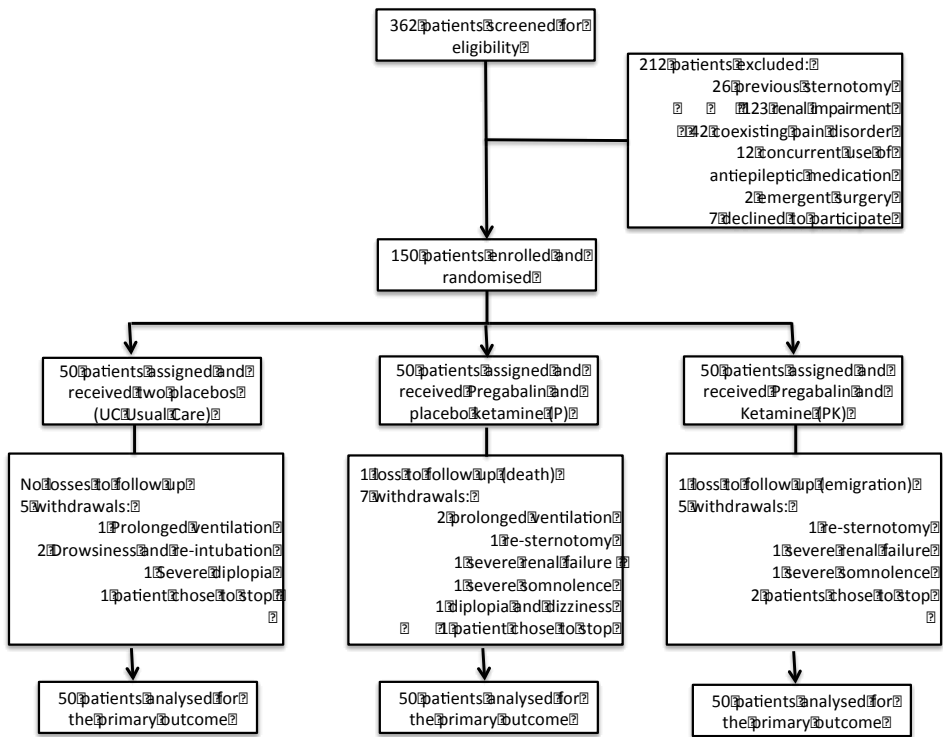 362 patients screened for
eligibility
212 patients excluded:
26 previous sternotomy
123 renal impairment
42 coexisting pain disorder
12 concurrent use of
antiepileptic medication
2 emergent surgery
7 declined to participate
150 patients enrolled and
randomised
50 patients assigned and
received two placebos
(UC Usual Care)
50 patients assigned and
received Pregabalin and
placebo ketamine (P)
50 patients assigned and
received Pregabalin and
Ketamine (PK)
No losses to follow up
5 withdrawals:
1 Prolonged ventilation
2 Drowsiness and re-intubation
1 Severe diplopia
1 patient chose to stop
1 loss to follow up (death)
7 withdrawals:
2 prolonged ventilation
1 re-sternotomy
1 severe renal failure
1 severe somnolence
1 diplopia and dizziness
1 patient chose to stop
1 loss to follow up (emigration)
5 withdrawals:
1 re-sternotomy
1 severe renal failure
1 severe somnolence
2 patients chose to stop
50 patients analysed for
the primary outcome
50 patients analysed for
the primary outcome
50 patients analysed for
the primary outcome